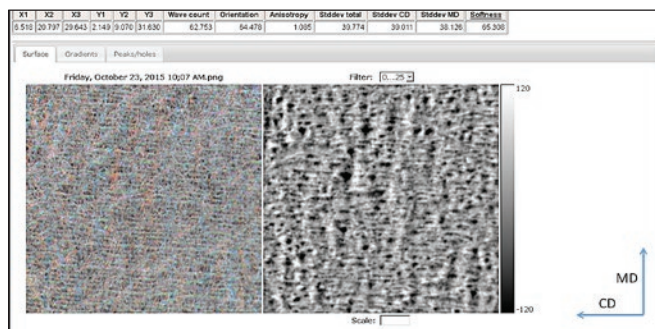 X1 X2 X3 Y1 Y2 Y3 Wave count Orientation Anisotropy Stddev total Stddev CD Stddev MD Softness
6.518 20.797 29.643 2.149 9.070 31.630 62.753 64.478 1.085 39.774 39.011 38.126 65.308
Surface Gradients Peaks/holes
Friday, October 23, 2015 10;07 AM.png Filter: 0...25
120
MD
CD
-120
Scale: